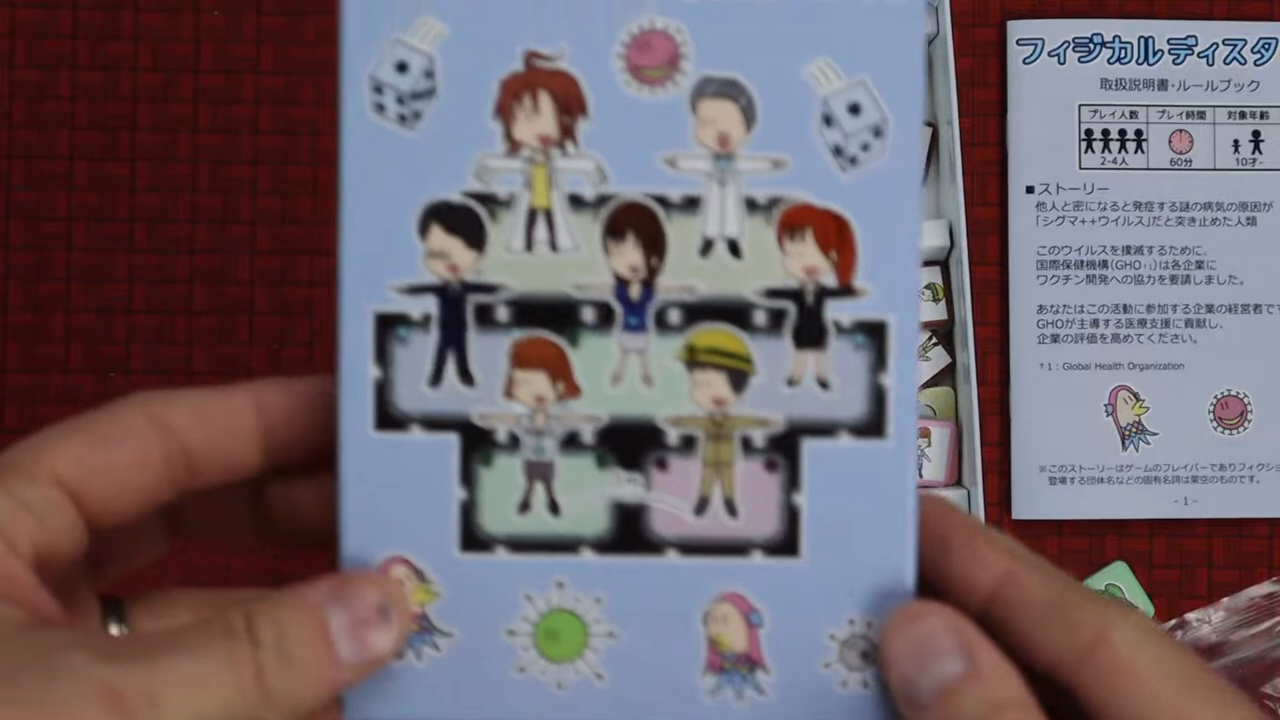 フィジカルディスタ
取扱説明書・ルールブック
プレイ人数 プレイ時間 対象年齢
2-4人 60分 10才-
■ストーリー
他人と密になると発症する謎の病気の原因が
「シグマ++ウイルス」だと突き止めた人類
このウイルスを撲滅するために、
国際保健機構(GHO†1)は各企業に
ワクチン開発への協力を要請しました。
あなたはこの活動に参加する企業の経営者で
GHOが主導する医療支援に貢献し、
企業の評価を高めてください。
†1：Global Health Organization
※このストーリーはゲームのフレイバーでありフィクショ
登場する団体名などの固有名詞は架空のものです。
- 1 -